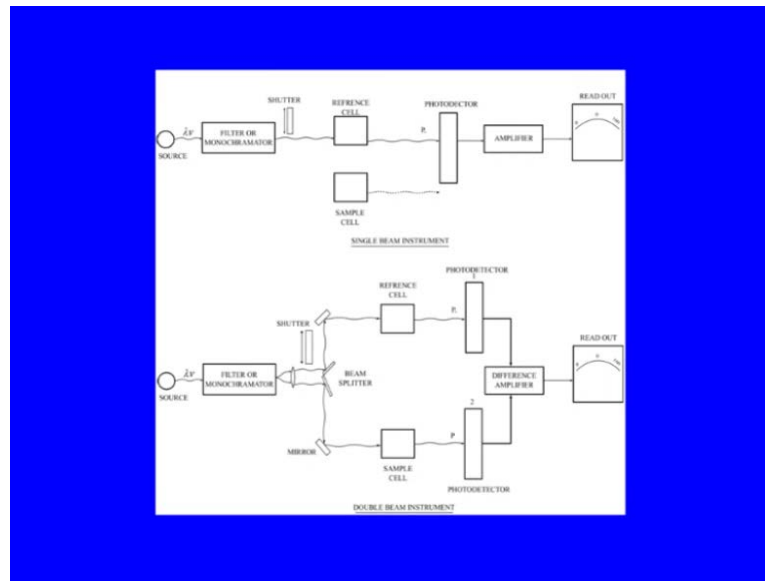 SHUTTER
REFRENCE
CELL
PHOTODECTOR
READ OUT
SOURCE
FILTER OR
MONOCHRAMATOR
AMPLIFIER
SAMPLE
CELL
SINGLE BEAM INSTRUMENT
PHOTODETECTOR
1
REFRENCE
CELL
SHUTTER
READ OUT
SOURCE
FILTER OR
MONOCHRAMATOR
BEAM
SPLITTER
DIFFERENCE
AMPLIFIER
2
P
MIRROR
SAMPLE
CELL
PHOTODETECTOR
DOUBLE BEAM INSTRUMENT